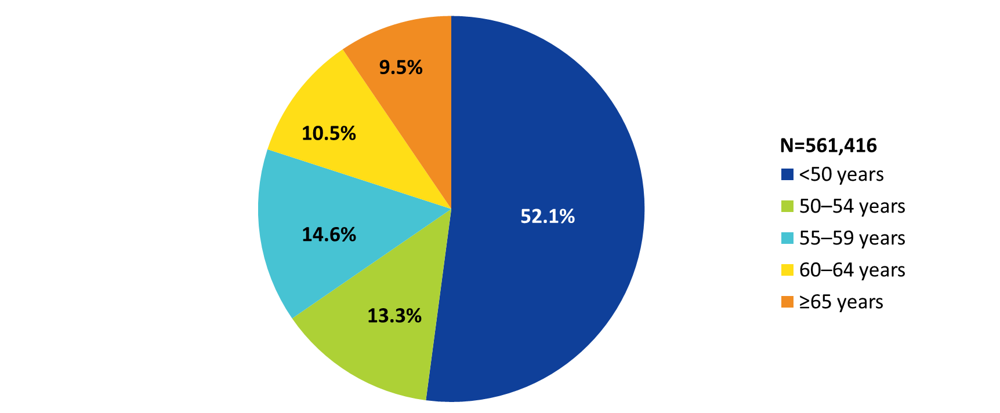 9.5%
10.5%
52.1%
14.6%
13.3%
N=561,416
<50 years
50–54 years
55–59 years
60–64 years
≥65 years